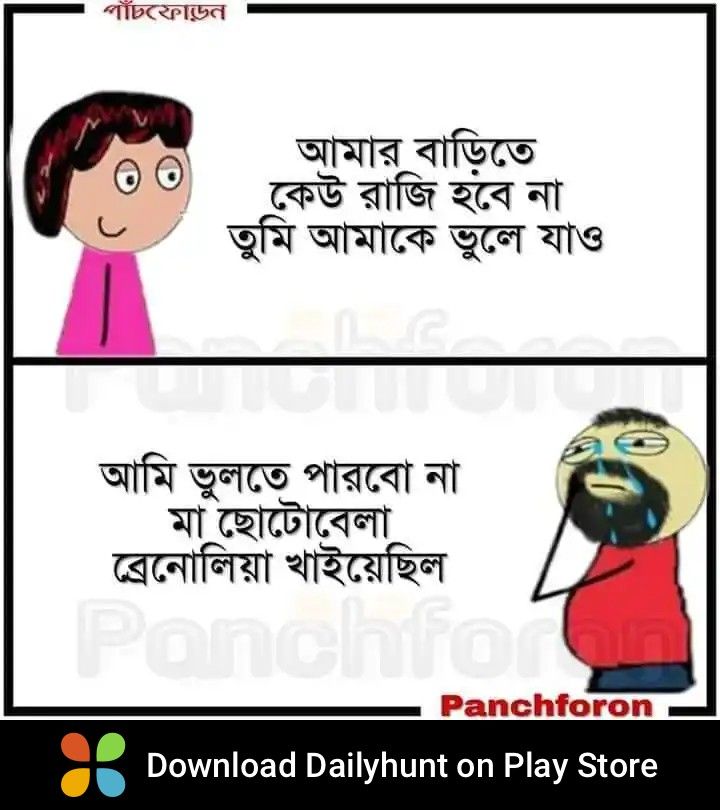 পাঁচফোড়ন
আমার বাড়িতে
কেউ রাজি হবে না
তুমি আমাকে ভুলে যাও
Panchforon
আমি ভুলতে পারবো না
মা ছোটোবেলা
ব্রেনোলিয়া খাইয়েছিল
Panchforon
Panchforon
Download Dailyhunt on Play Store